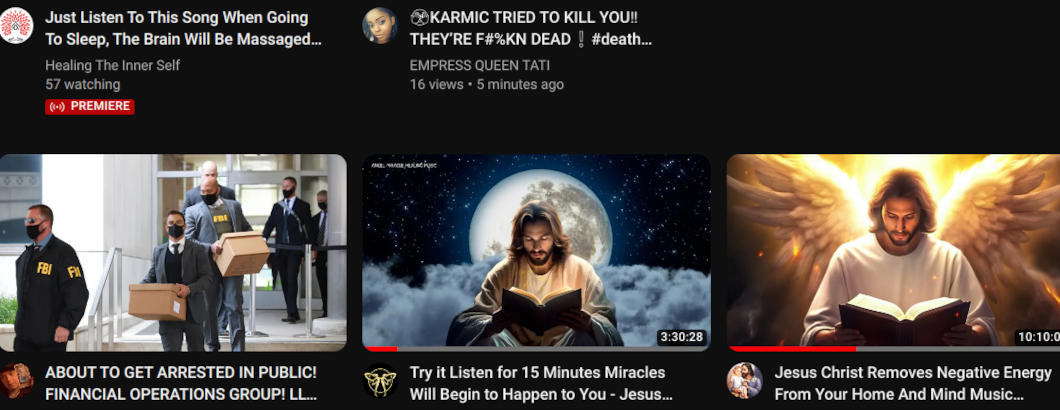 Just Listen To This Song When Going
To Sleep, The Brain Will Be Massaged…
Healing The Inner Self
57 watching
PREMIERE
KARMIC TRIED TO KILL YOU‼
THEY'RE F#%KN DEAD❕ #death…
EMPRESS QUEEN TATI
16 views • 5 minutes ago
FBI
FBI
FBI
ANGEL MIRACLE HEALING MUSIC
3:30:28
10:10:0
ABOUT TO GET ARRESTED IN PUBLIC!
FINANCIAL OPERATIONS GROUP! LL…
Try it Listen for 15 Minutes Miracles
Will Begin to Happen to You - Jesus…
Jesus Christ Removes Negative Energy
From Your Home And Mind Music…